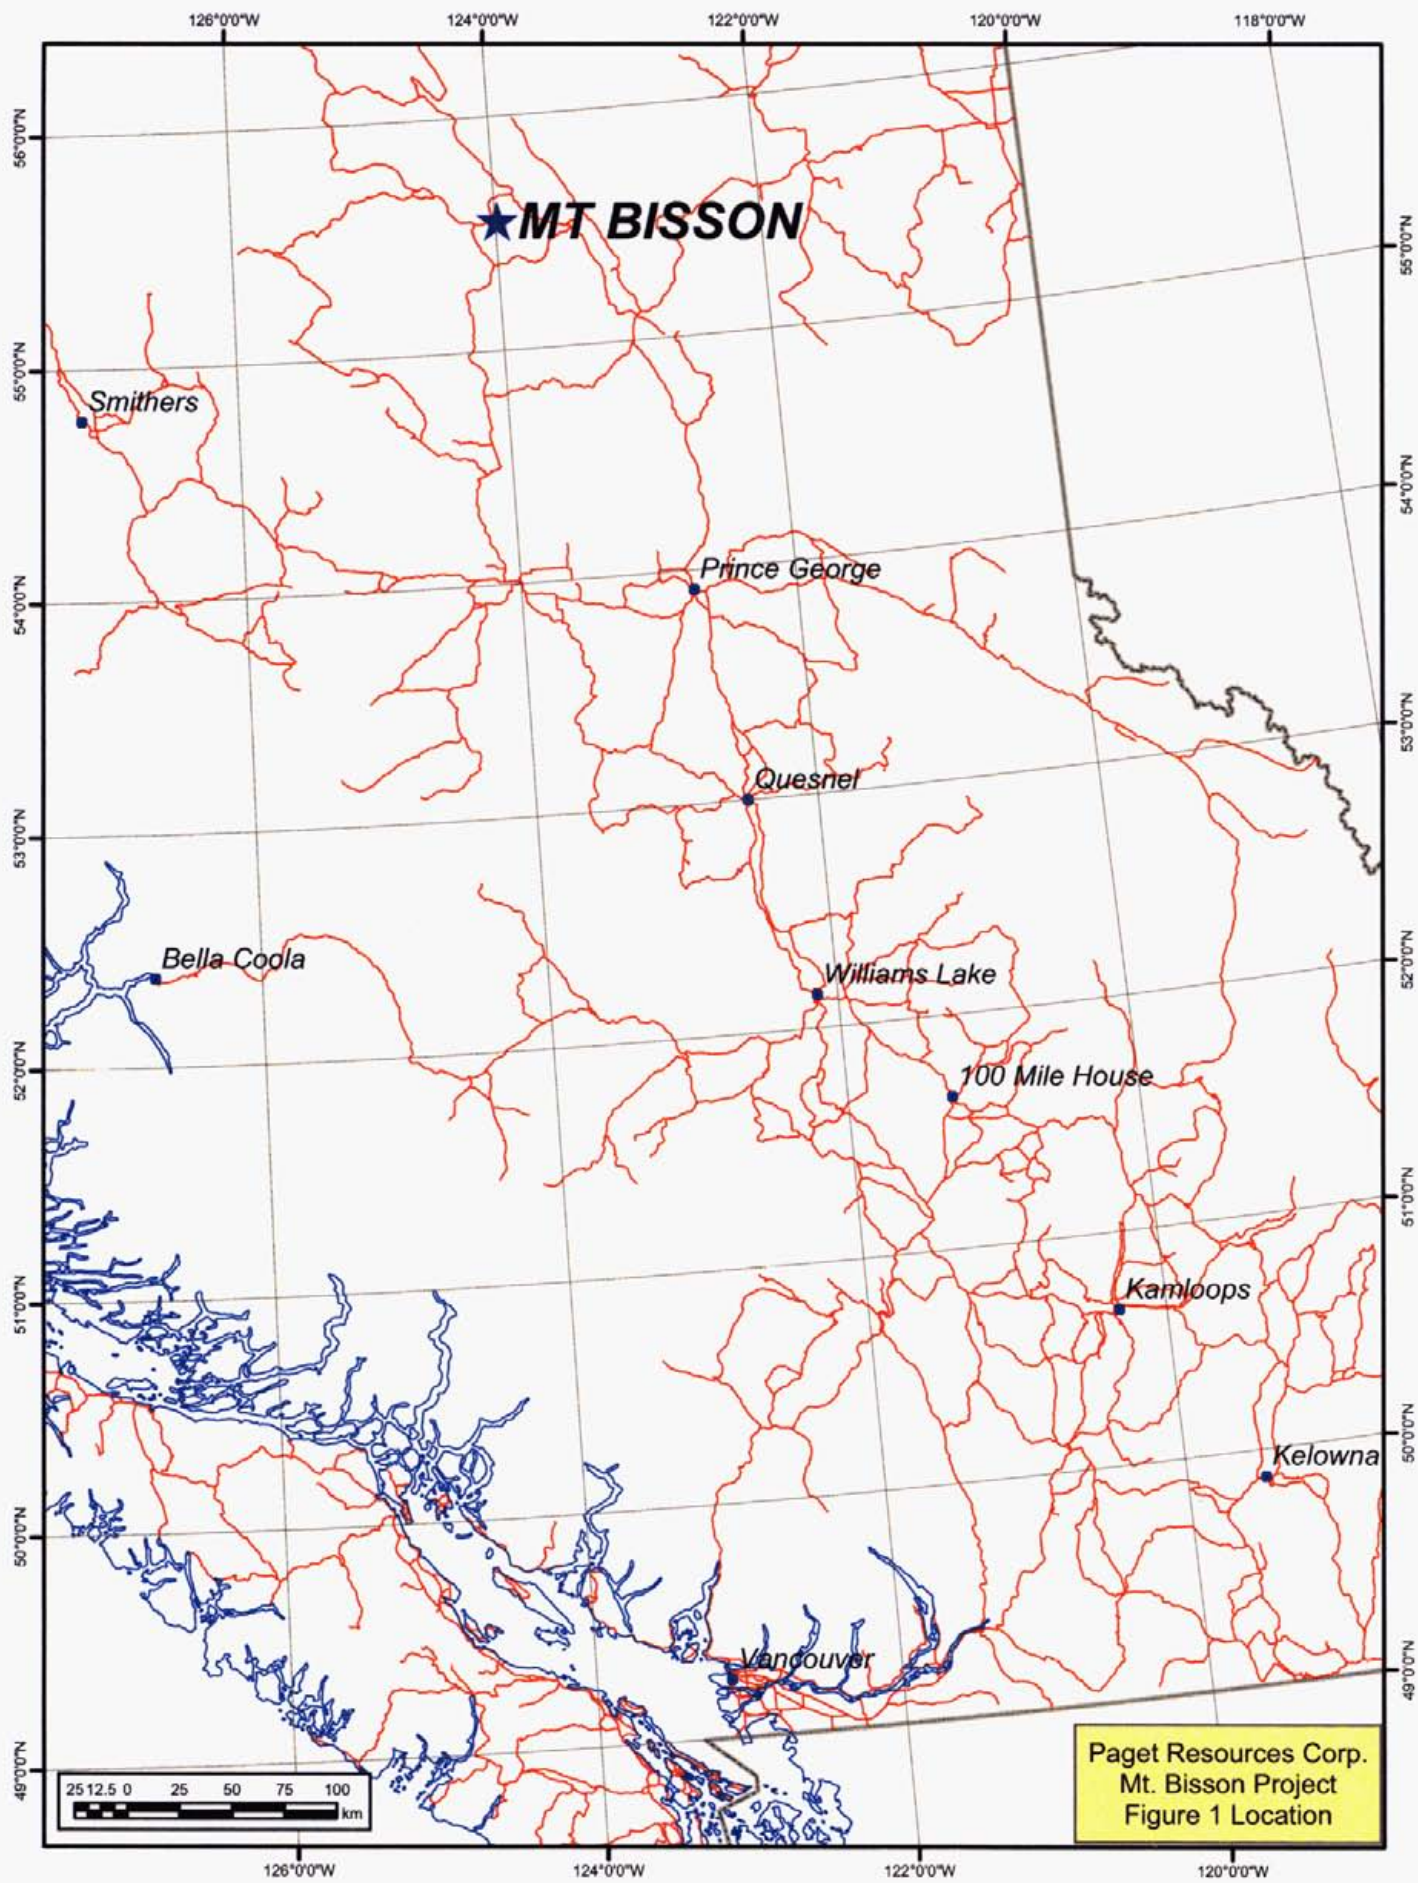 126°0'0"W 124°0'0"W 122°0'0"W 120°0'0"W 118°0'0"W
56°0'0"N
MT BISSON
55°0'0"N
55°0'0"N
Smithers
54°0'0"N
Prince George
54°0'0"N
53°0'0"N
Quesnel
53°0'0"N
52°0'0"N
Bella Coola
Williams Lake
52°0'0"N
100 Mile House
51°0'0"N
Kamloops
51°0'0"N
50°0'0"N
Kelowna
50°0'0"N
49°0'0"N
Vancouver
49°0'0"N
25 12.5 0 25 50 75 100
km
Paget Resources Corp.
Mt. Bisson Project
Figure 1 Location
126°0'0"W 124°0'0"W 122°0'0"W 120°0'0"W